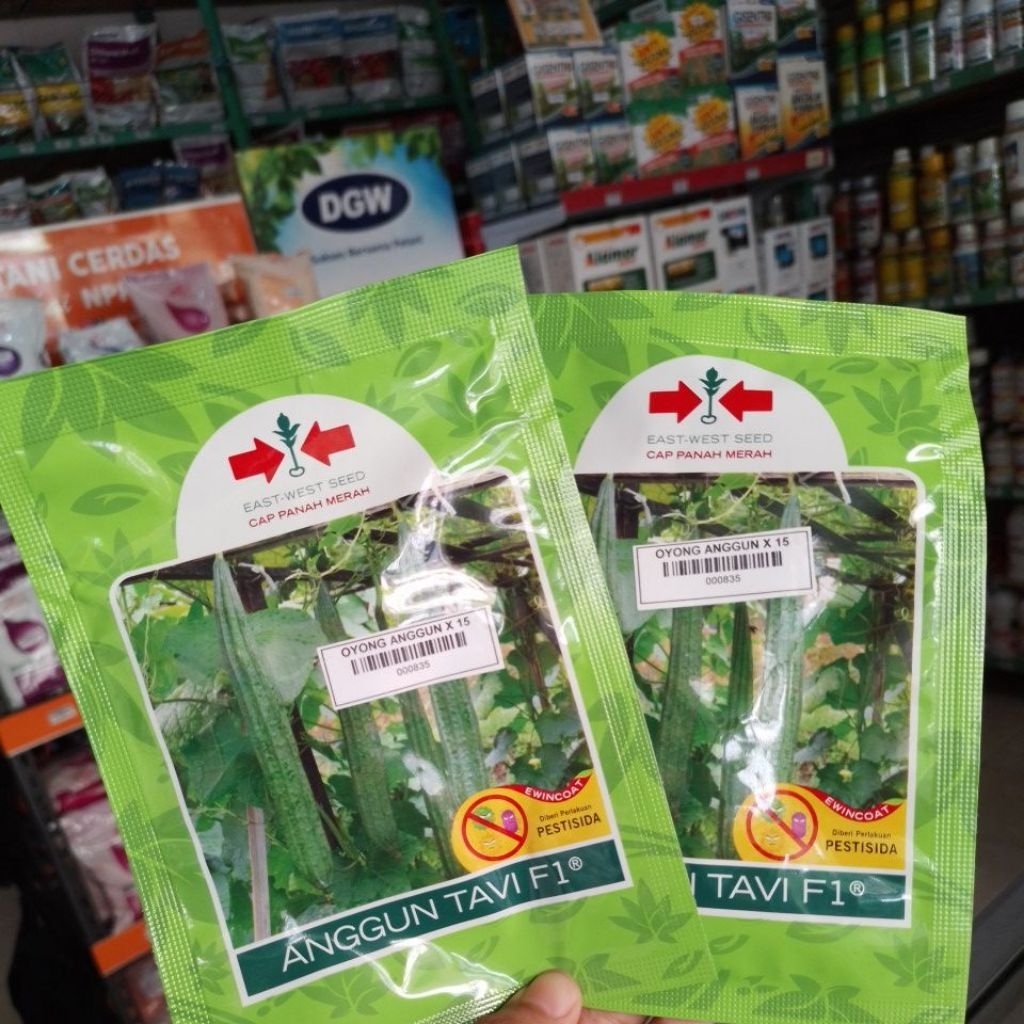 TANI CERDAS
DGW
EAST-WEST SEED
CAP PANAH MERAH
OYONG ANGGUN X 15
000835
EWINCOAT
Diberi Perlakuan
PESTISIDA
ANGGUN TAVI F1®
EAST-WEST SEED
CAP PANAH MERAH
OYONG ANGGUN X 15
000835
EWINCOAT
Diberi Perlakuan
PESTISIDA
TAVI F1®